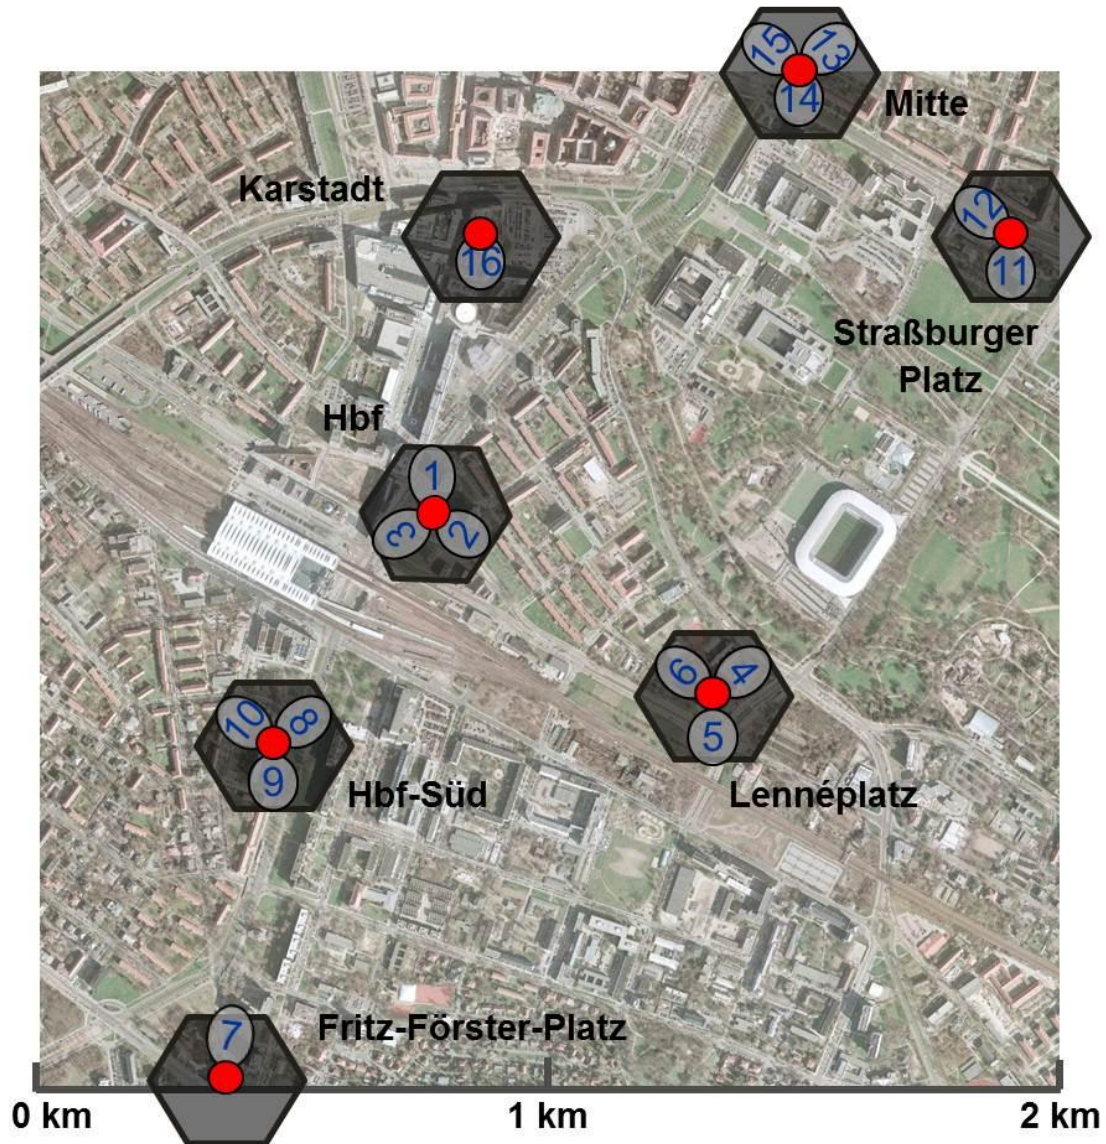 15
13
14
Mitte
Karstadt
12
16
11
Straßburger
Platz
Hbf
1
3
2
6
4
5
10
8
9
Hbf-Süd
Lennéplatz
7
Fritz-Förster-Platz
0 km
1 km
2 km